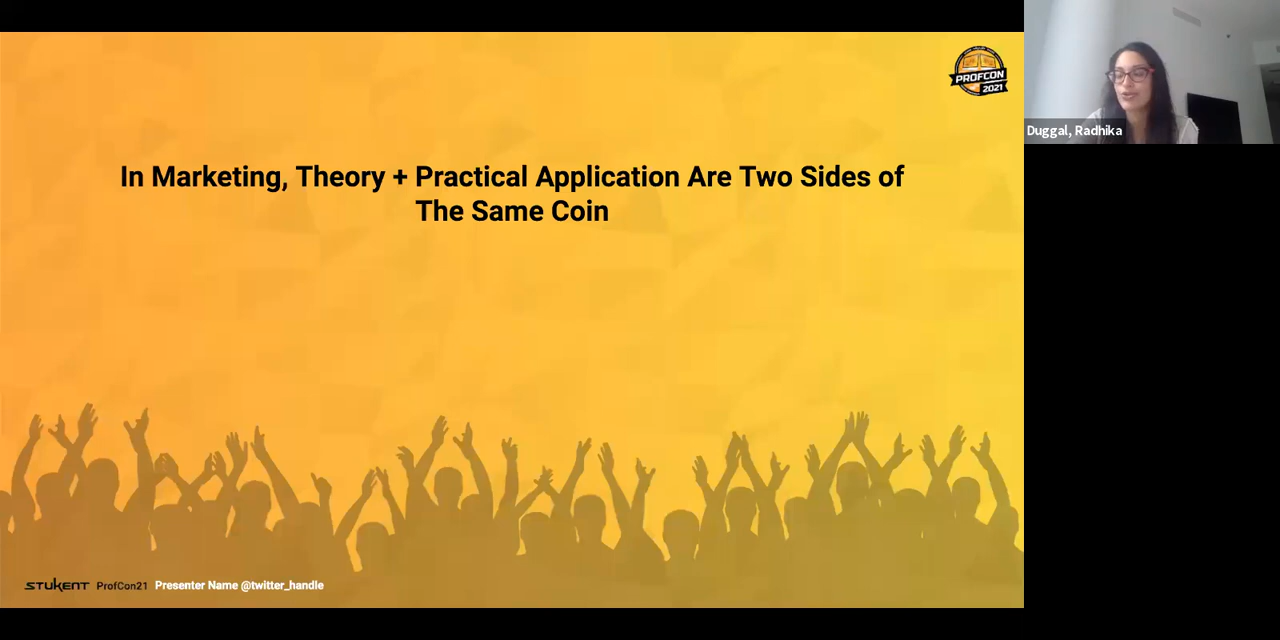 PROFCON
2021
Duggal, Radhika
In Marketing, Theory + Practical Application Are Two Sides of
The Same Coin
STUKENT ProfCon21 Presenter Name @twitter_handle